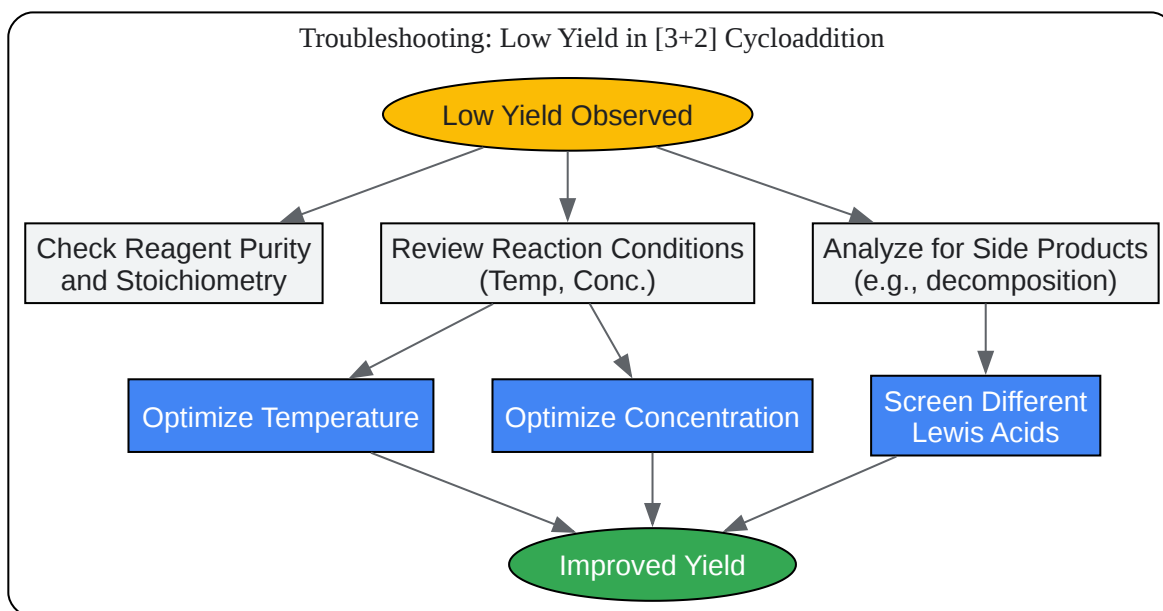 Troubleshooting: Low Yield in [3+2] Cycloaddition
Low Yield Observed
Check Reagent Purity
and Stoichiometry
Review Reaction Conditions
(Temp, Conc.)
Analyze for Side Products
(e.g., decomposition)
Optimize Temperature
Optimize Concentration
Screen Different
Lewis Acids
Improved Yield